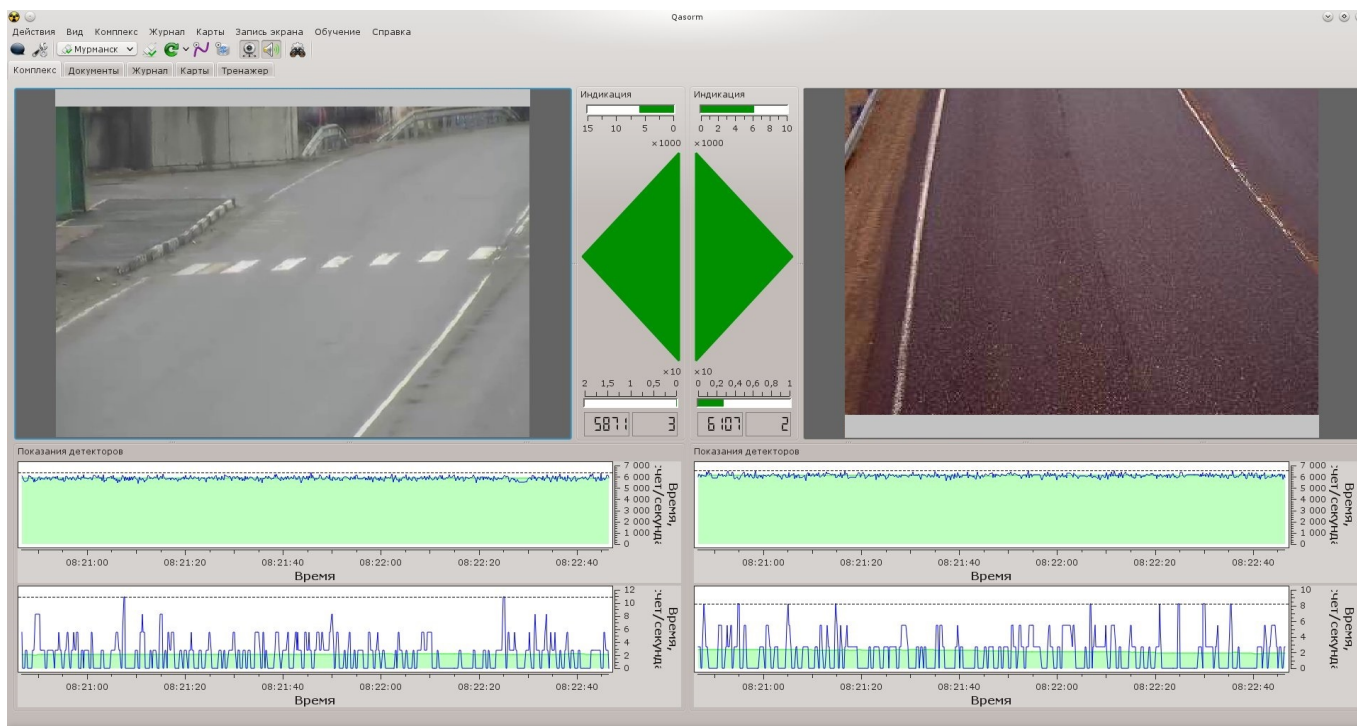 Qasorm
Действия Вид Комплекс Журнал Карты Запись экрана Обучение Справка
Мурманск
Комплекс Документы Журнал Карты Тренажер
Индикация Индикация
15 10 5 0 0 2 4 6 8 10
×1000 ×1000
×10 ×10
2 1,5 1 0,5 0 0 0,2 0,4 0,6 0,8 1
5871 3 6107 2
Показания детекторов Показания детекторов
7 000
6 000
5 000
4 000
3 000
2 000
1 000
0
Время,
:чет/секунда
08:21:00 08:21:20 08:21:40 08:22:00 08:22:20 08:22:40
Время
7 000
6 000
5 000
4 000
3 000
2 000
1 000
0
Время,
:чет/секунда
08:21:00 08:21:20 08:21:40 08:22:00 08:22:20 08:22:40
Время
12
10
8
6
4
2
0
Время,
:чет/секунда
08:21:00 08:21:20 08:21:40 08:22:00 08:22:20 08:22:40
Время
10
8
6
4
2
0
Время,
:чет/секунда
08:21:00 08:21:20 08:21:40 08:22:00 08:22:20 08:22:40
Время